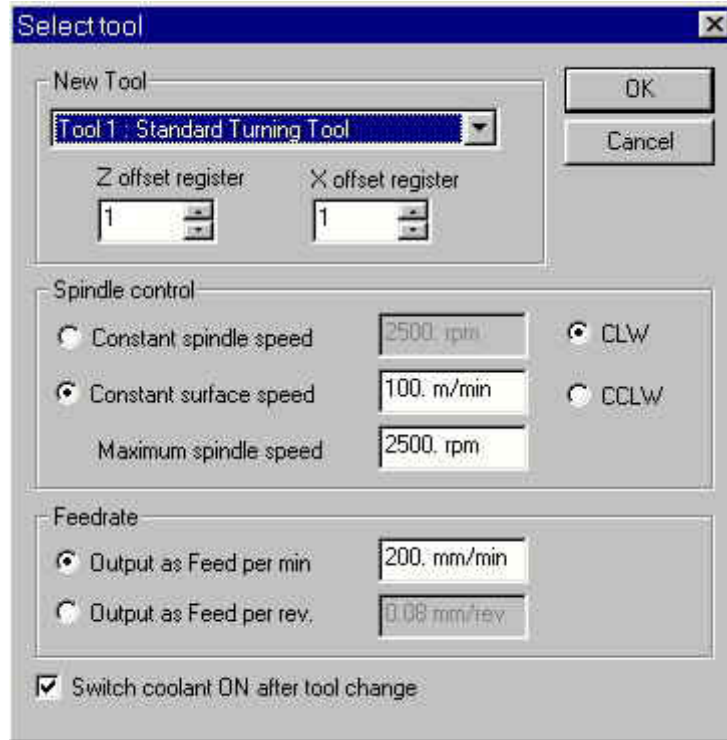 Select tool
New Tool
OK
Tool 1 : Standard Turning Tool
Cancel
Z offset register
X offset register
1
1
Spindle control
Constant spindle speed
2500. rpm
CLW
Constant surface speed
100. m/min
CCLW
Maximum spindle speed
2500. rpm
Feedrate
Output as Feed per min
200. mm/min
Output as Feed per rev.
0.08 mm/rev
Switch coolant ON after tool change